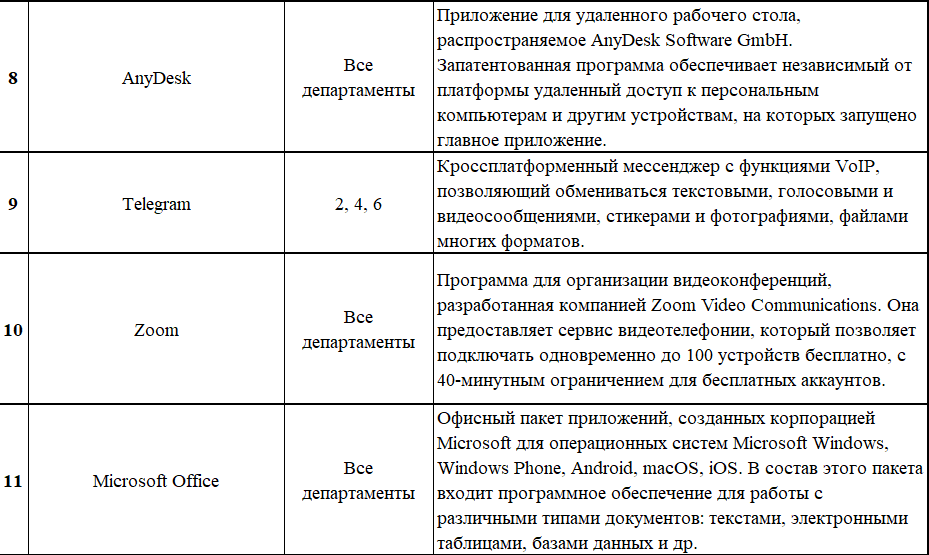 8
AnyDesk
Все
департаменты
Приложение для удаленного рабочего стола,
распространяемое AnyDesk Software GmbH.
Запатентованная программа обеспечивает независимый от
платформы удаленный доступ к персональным
компьютерам и другим устройствам, на которых запущено
главное приложение.
9
Telegram
2, 4, 6
Кроссплатформенный мессенджер с функциями VoIP,
позволяющий обмениваться текстовыми, голосовыми и
видеосообщениями, стикерами и фотографиями, файлами
многих форматов.
10
Zoom
Все
департаменты
Программа для организации видеоконференций,
разработанная компанией Zoom Video Communications. Она
предоставляет сервис видеотелефонии, который позволяет
подключать одновременно до 100 устройств бесплатно, с
40-минутным ограничением для бесплатных аккаунтов.
11
Microsoft Office
Все
департаменты
Офисный пакет приложений, созданных корпорацией
Microsoft для операционных систем Microsoft Windows,
Windows Phone, Android, macOS, iOS. В состав этого пакета
входит программное обеспечение для работы с
различными типами документов: текстами, электронными
таблицами, базами данных и др.